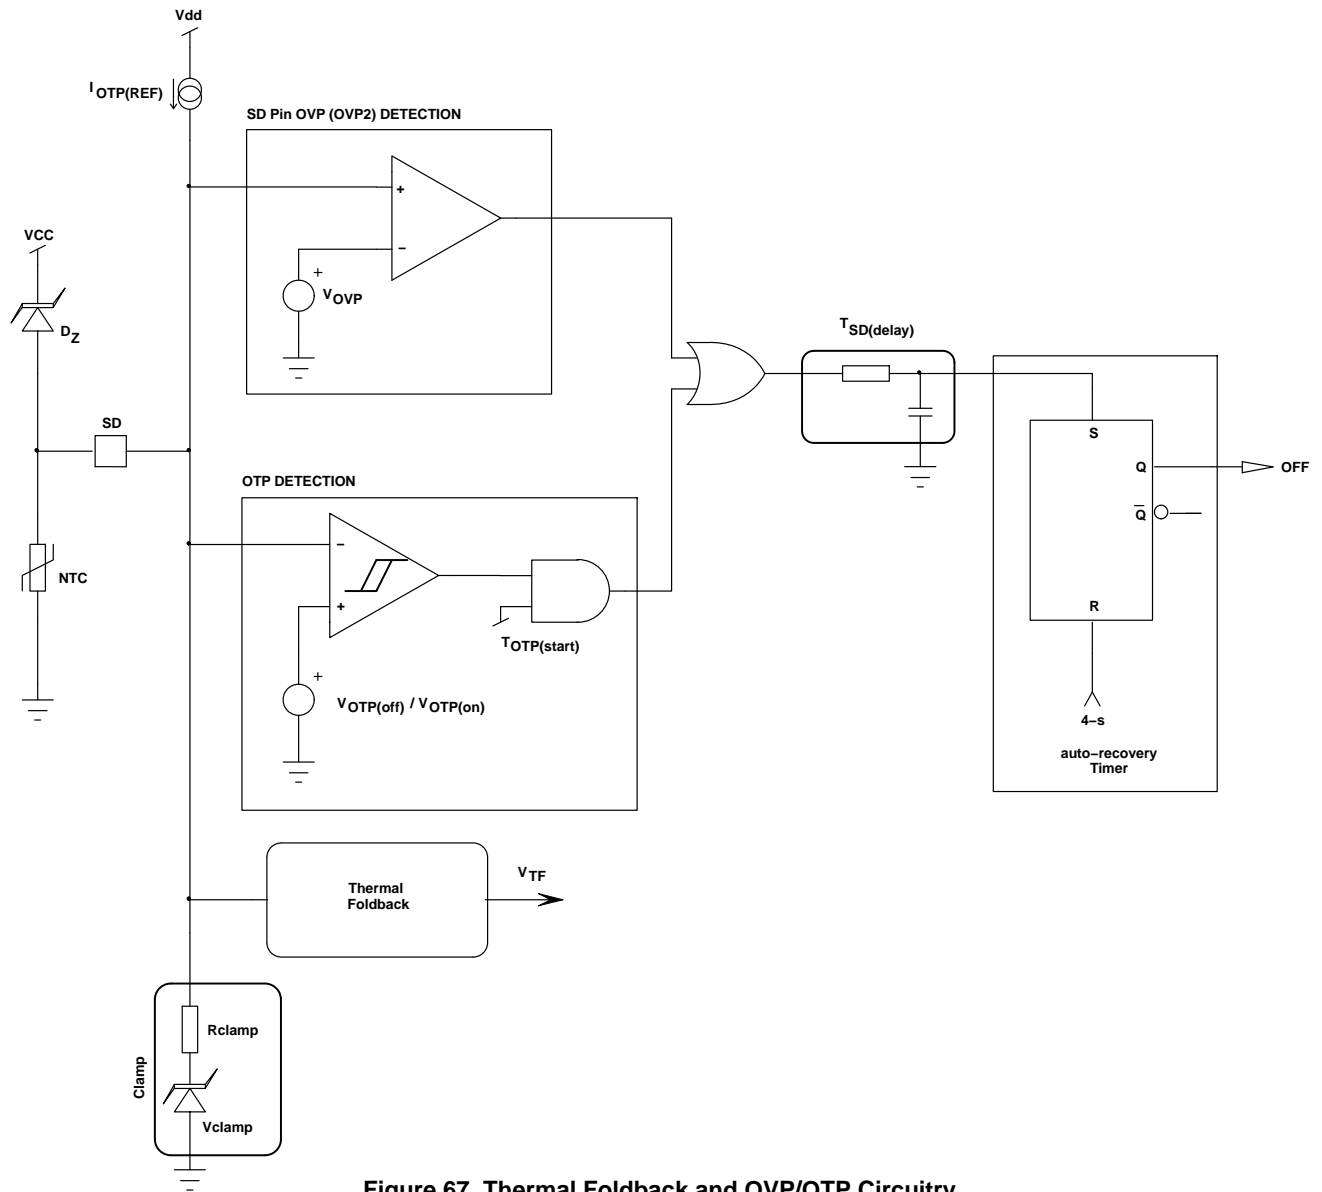 Vdd
I OTP(REF)
SD Pin OVP (OVP2) DETECTION
+
−
+
VOVP
VCC
DZ
TSD(delay)
SD
S
Q
OFF
Q
OTP DETECTION
−
+
NTC
TOTP(start)
R
+
VOTP(off) / VOTP(on)
4−s
auto−recovery
Timer
Thermal
Foldback
VTF
Clamp
Rclamp
Vclamp
Figure 67. Thermal Foldback and OVP/OTP Circuitry